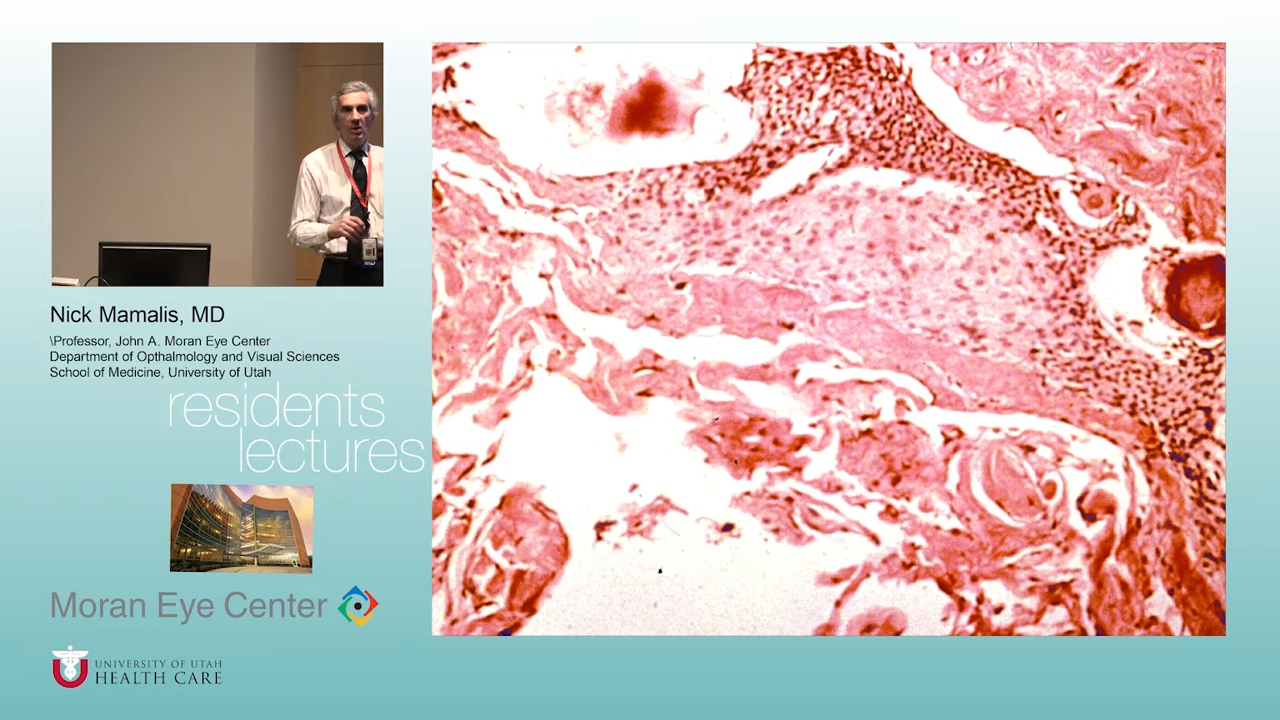 Nick Mamalis, MD
\Professor, John A. Moran Eye Center
Department of Opthalmology and Visual Sciences
School of Medicine, University of Utah
residents
lectures
Moran Eye Center
UNIVERSITY OF UTAH
HEALTH CARE